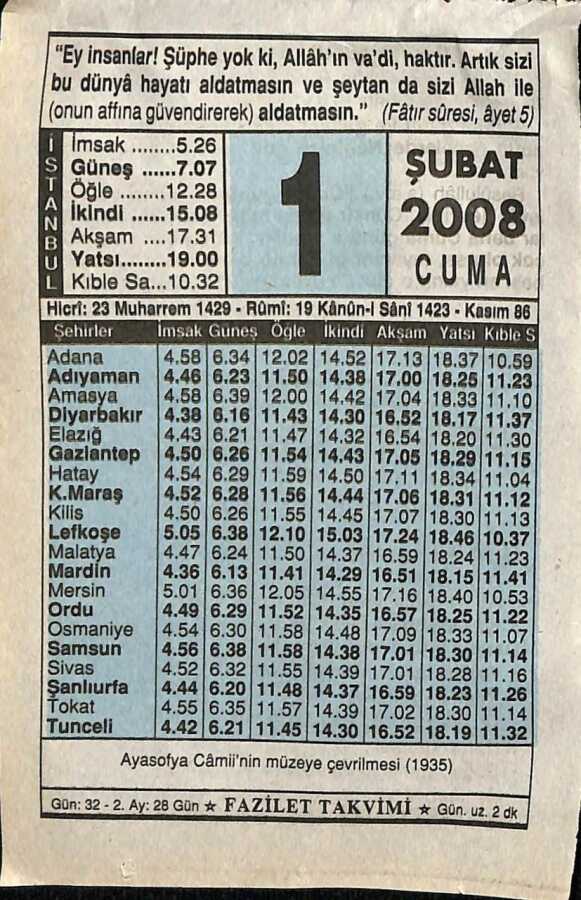 "Ey insanlar! Şüphe yok ki, Allâh'ın va'di, haktır. Artık sizi
bu dünyâ hayatı aldatmasın ve şeytan da sizi Allah ile
(onun affına güvendirerek) aldatmasın." (Fâtır sûresi, âyet 5)
İSTANBUL
İmsak ........5.26
Güneş ......7.07
Öğle ........12.28
İkindi ......15.08
Akşam ....17.31
Yatsı........19.00
Kıble Sa...10.32
1
ŞUBAT
2008
CUMA
Hicrî: 23 Muharrem 1429 - Rûmî: 19 Kânûn-i Sânî 1423 - Kasım 86
Şehirler İmsak Güneş Öğle İkindi Akşam Yatsı Kıble S
Adana 4.58 6.34 12.02 14.52 17.13 18.37 10.59
Adıyaman 4.46 6.23 11.50 14.38 17.00 18.25 11.23
Amasya 4.58 6.39 12.00 14.42 17.04 18.33 11.10
Diyarbakır 4.38 6.16 11.43 14.30 16.52 18.17 11.37
Elazığ 4.43 6.21 11.47 14.32 16.54 18.20 11.30
Gaziantep 4.50 6.26 11.54 14.43 17.05 18.29 11.15
Hatay 4.54 6.29 11.59 14.50 17.11 18.34 11.04
K.Maraş 4.52 6.28 11.56 14.44 17.06 18.31 11.12
Kilis 4.50 6.26 11.55 14.45 17.07 18.30 11.13
Lefkoşe 5.05 6.38 12.10 15.03 17.24 18.46 10.37
Malatya 4.47 6.24 11.50 14.37 16.59 18.24 11.23
Mardin 4.36 6.13 11.41 14.29 16.51 18.15 11.41
Mersin 5.01 6.36 12.05 14.55 17.16 18.40 10.53
Ordu 4.49 6.29 11.52 14.35 16.57 18.25 11.22
Osmaniye 4.54 6.30 11.58 14.48 17.09 18.33 11.07
Samsun 4.56 6.38 11.58 14.38 17.01 18.30 11.14
Sivas 4.52 6.32 11.55 14.39 17.01 18.28 11.16
Şanlıurfa 4.44 6.20 11.48 14.37 16.59 18.23 11.26
Tokat 4.55 6.35 11.57 14.39 17.02 18.30 11.14
Tunceli 4.42 6.21 11.45 14.30 16.52 18.19 11.32
Ayasofya Câmii'nin müzeye çevrilmesi (1935)
Gün: 32 - 2. Ay: 28 Gün ★ FAZİLET TAKVİMİ ★ Gün. uz. 2 dk